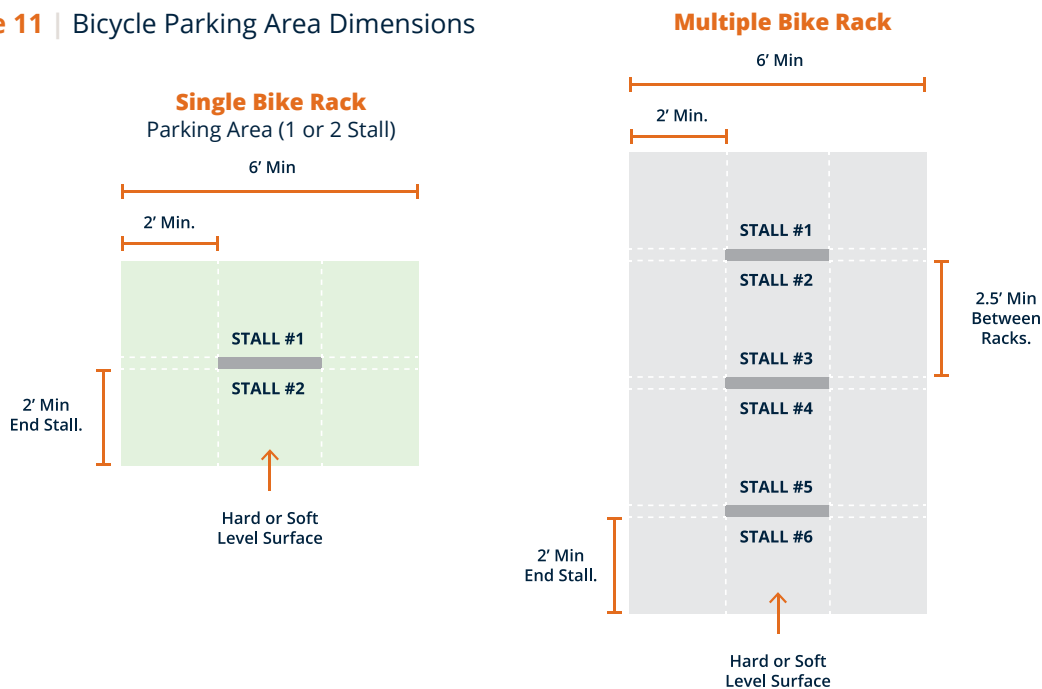 e 11 | Bicycle Parking Area Dimensions
Single Bike Rack
Parking Area (1 or 2 Stall)
6’ Min
2’ Min.
STALL #1
STALL #2
2’ Min
End Stall.
Hard or Soft
Level Surface
Multiple Bike Rack
6’ Min
2’ Min.
STALL #1
STALL #2
2.5’ Min
Between
Racks.
STALL #3
STALL #4
STALL #5
STALL #6
2’ Min
End Stall.
Hard or Soft
Level Surface